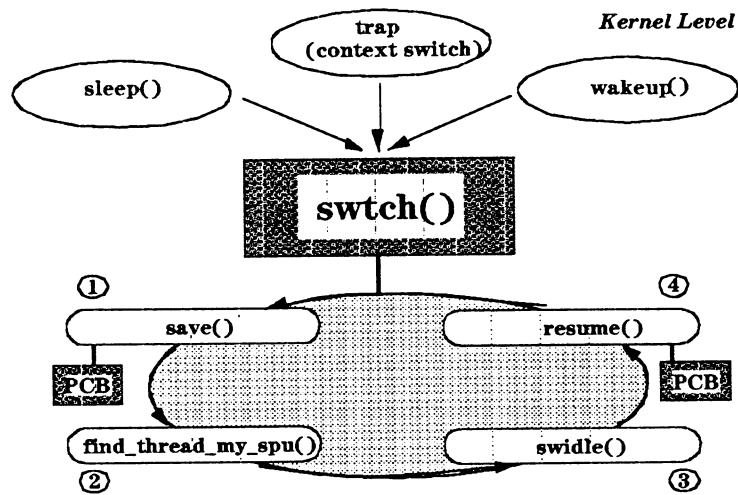 Kernel Level
trap
(context switch)
sleep()
wakeup()
swtch()
1
4
save()
resume()
PCB
PCB
find_thread_my_spu()
swidle()
2
3